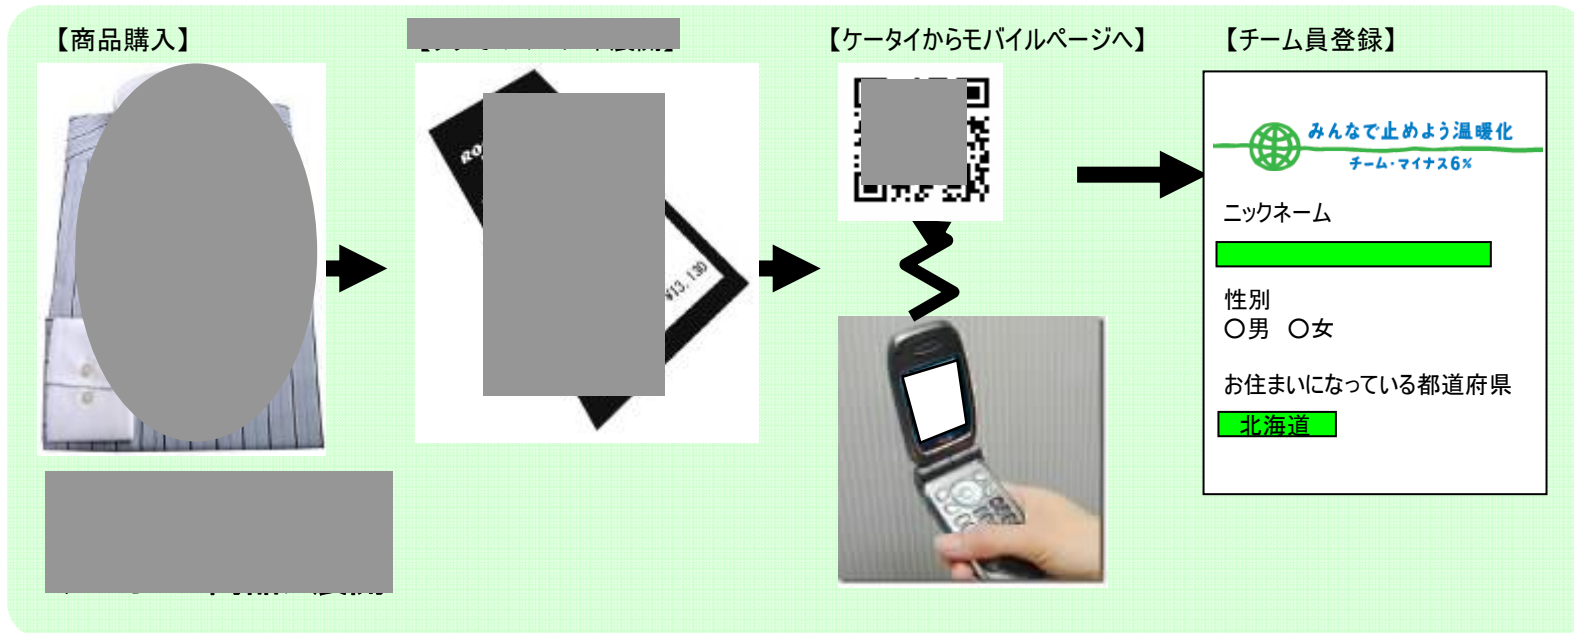 【商品購入】
【ケータイからモバイルページへ】
【チーム員登録】
RO
¥13,130
みんなで止めよう温暖化
チーム・マイナス6%
ニックネーム
性別
○男 ○女
お住まいになっている都道府県
北海道